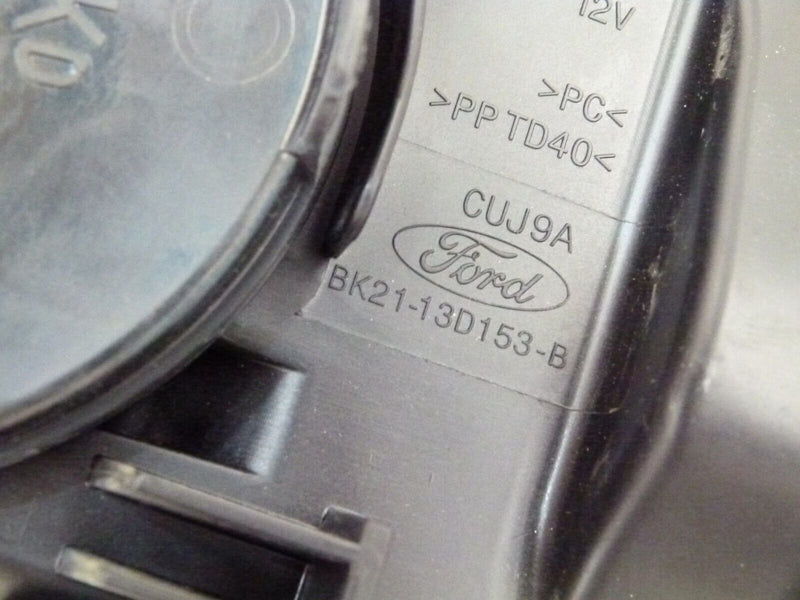 12V
>PC<
>PP TD40<
CUJ9A
Ford
BK21-13D153-B